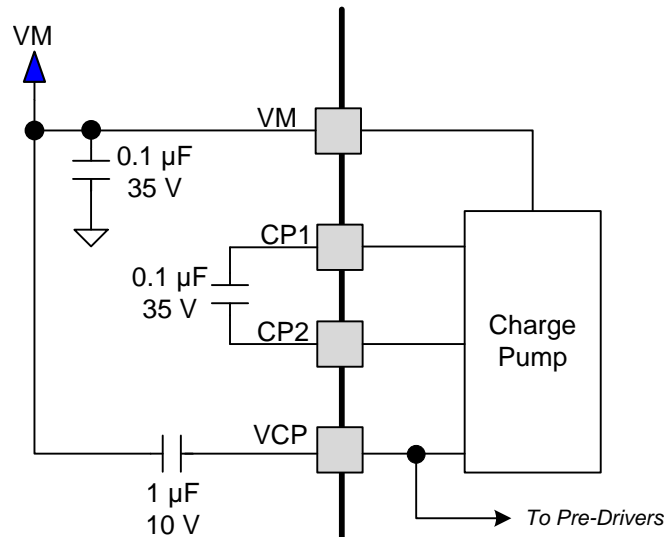 VM
VM
0.1 µF
35 V
CP1
0.1 µF
35 V
CP2
Charge
Pump
VCP
1 µF
10 V
To Pre-Drivers